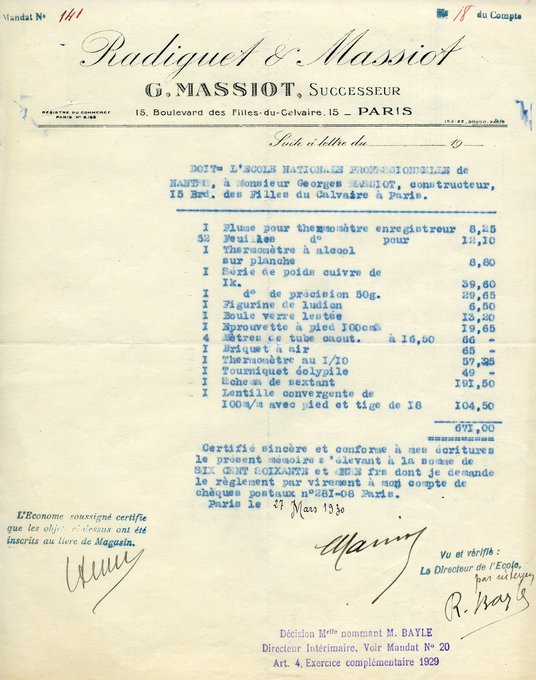 Mandat N° 141
18 du Compte
Radiguet & Massiot
G. MASSIOT, SUCCESSEUR
REGISTRE DU COMMERCE
15, Boulevard des Filles-du-Calvaire, 15 _ PARIS
Suite à lettre du 19
DOIT= L'ECOLE NATIONALE PROFESSIONNELLE de
NANTES, à Monsieur Georges MASSIOT, constructeur,
15 Brd. des Filles du Calvaire à Paris.
I Plume pour thermomètre enregistreur 8,25
52 Feuilles d° pour 12,10
I Thermomètre à alcool
sur planche 8,80
I Série de poids cuivre de
Ik. 39,60
I d° de précision 50g. 29,65
I Figurine de ludion 6,50
I Boule verre lestée 13,20
I Eprouvette à pied 100cm3 19,65
4 Mètres de tube caout. à 16,50 66 -
I Briquet à air 65 -
I Thermomètre au I/IO 57,25
I Tourniquet éolypile 49 -
I Schema de sextant 191,50
I Lentille convergente de
100m/m avec pied et tige de 18 104,50
671,00
Certifié sincère et conforme à mes écritures
le présent mémoire s'élevant à la somme de
SIX CENT SOIXANTE et ONZE frs dont je demande
le règlement par virement à mon compte de
chèques postaux n°281-08 Paris.
Paris le 27 Mars 1930
L'Econome soussigné certifie
que les objets ci-dessus ont été
inscrits au livre de Magasin.
Vu et vérifié :
Le Directeur de l'Ecole,
par intérim
R. Bayle
Décision Melle nommant M. BAYLE
Directeur Intérimaire, Voir Mandat N° 20
Art. 4, Exercice complémentaire 1929